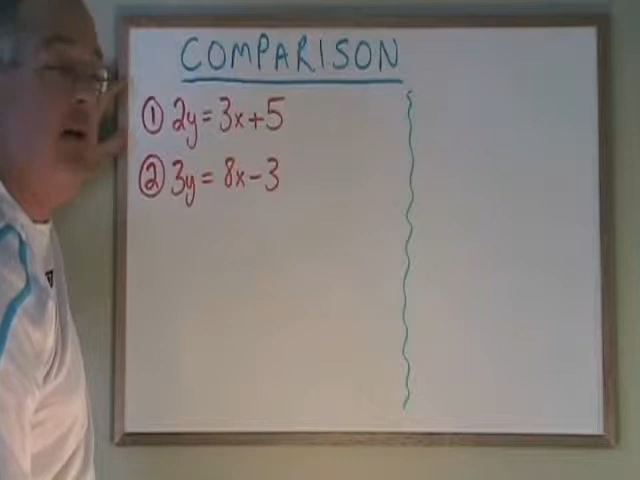 COMPARISON
① 2y = 3x + 5
② 3y = 8x - 3